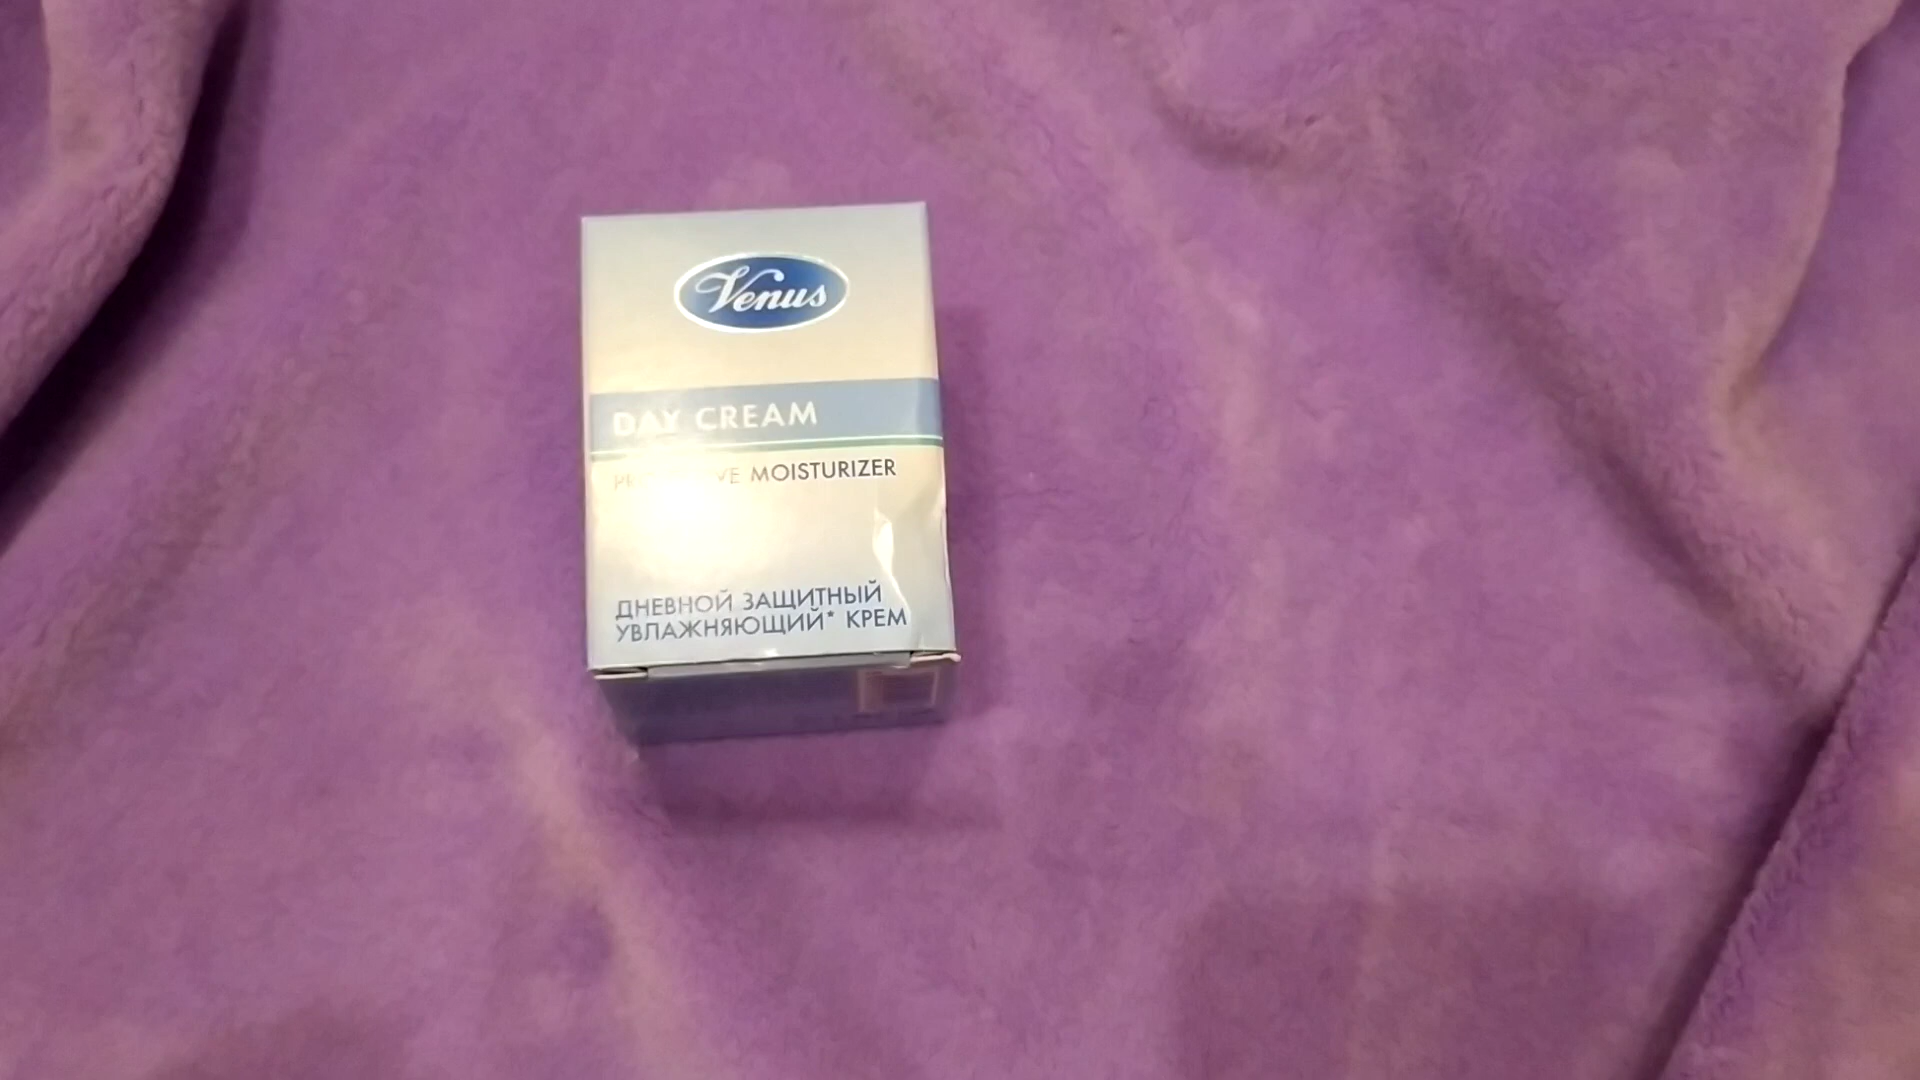 Venus
DAY CREAM
MOISTURIZER
ДНЕВНОЙ ЗАЩИТНЫЙ
УВЛАЖНЯЮЩИЙ* КРЕМ